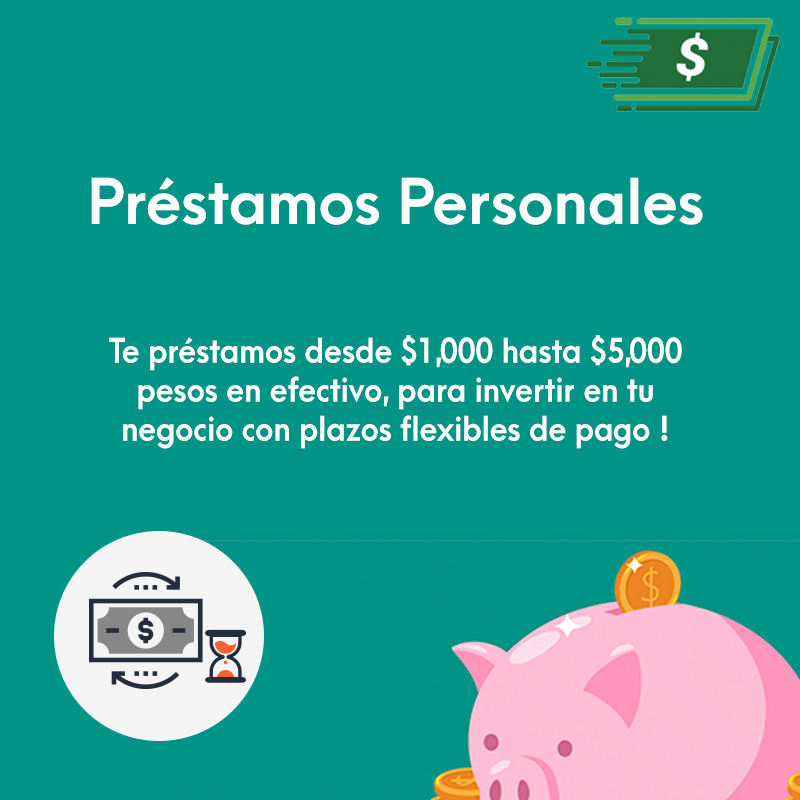 $
Préstamos Personales
Te préstamos desde $1,000 hasta $5,000
pesos en efectivo, para invertir en tu
negocio con plazos flexibles de pago !
$
$